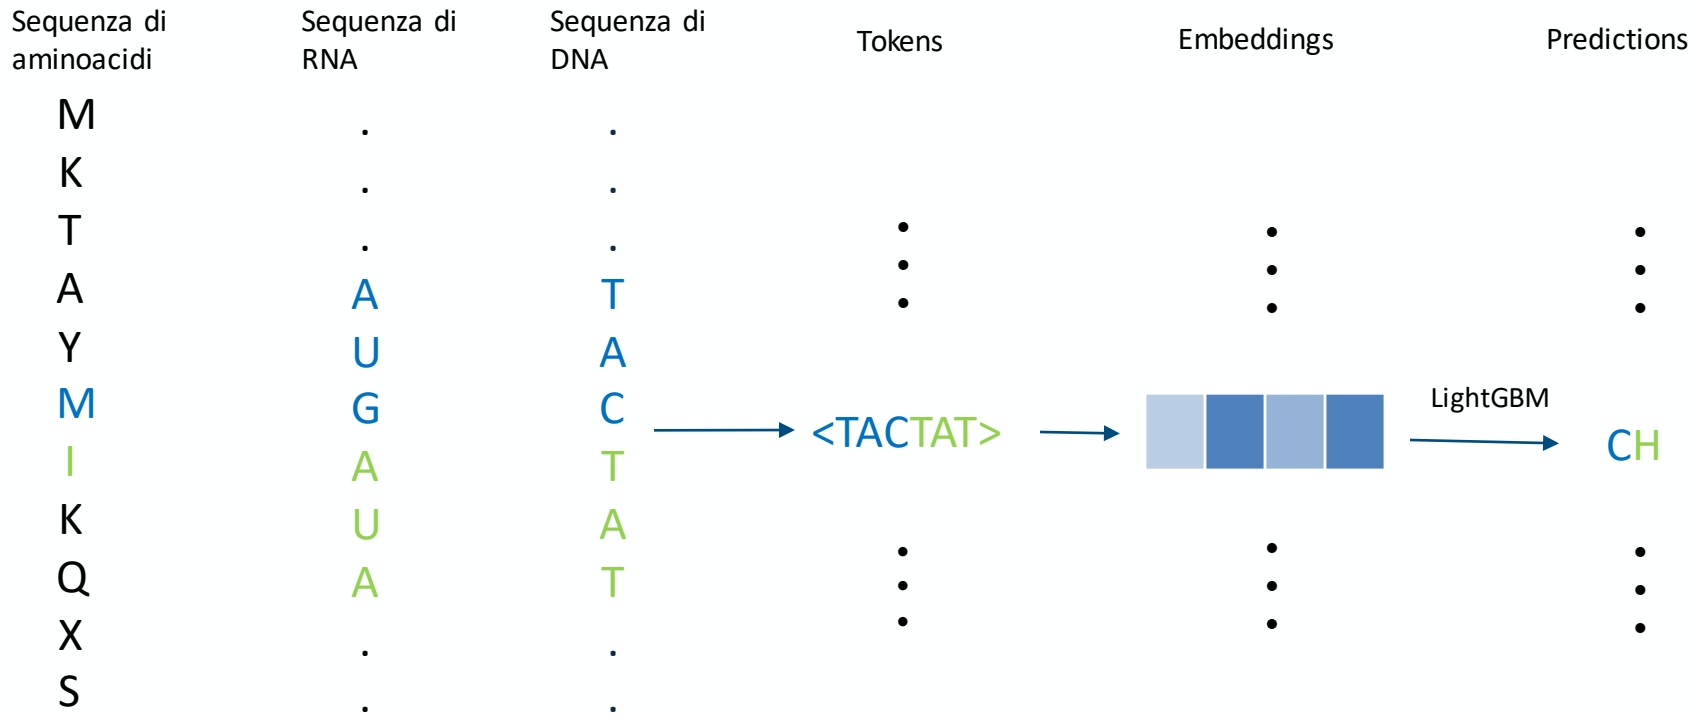 Sequenza di
aminoacidi
Sequenza di
RNA
Sequenza di
DNA
Tokens
Embeddings
Predictions
M
K
T
A
Y
M
I
K
Q
X
S
.
.
.
A
U
G
A
U
A
.
.
.
.
.
T
A
C
T
A
T
.
.
<TACTAT>
LightGBM
CH